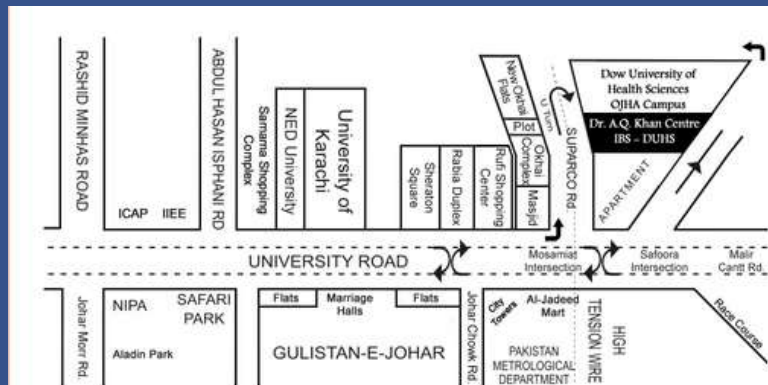 RASHID MINHAS ROAD
ICAP IIEE
ABDUL HASAN ISPHANI RD
Samama Shopping
Complex
NED University
University of
Karachi
Sheraton
Square
Rabia Duplex
Rufi Shopping
Center
New Okhai
Flats
Plot
Okhai
Complex
Masjid
U Turn
SUPARCO Rd.
Dow University of
Health Sciences
OJHA Campus
Dr. A.Q. Khan Centre
IBS – DUHS
APARTMENT
UNIVERSITY ROAD
Mosamiat
Intersection
Safoora
Intersection
Malir
Cantt Rd.
Johar Morr Rd.
NIPA
SAFARI
PARK
Aladin Park
Flats
Marriage
Halls
Flats
GULISTAN-E-JOHAR
Johar Chowk Rd.
City
Towers
Al-Jadeed
Mart
PAKISTAN
METROLOGICAL
DEPARTMENT
HIGH
TENSION WIRE
Race Course